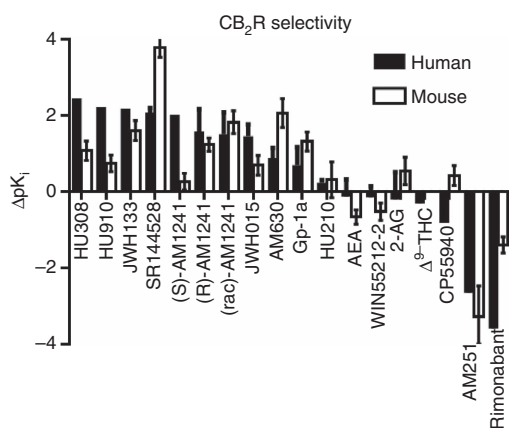 CB₂R selectivity
Human
Mouse
ΔpKᵢ
4
2
0
−2
−4
HU308
HU910
JWH133
SR144528
(S)-AM1241
(R)-AM1241
(rac)-AM1241
JWH015
AM630
Gp-1a
HU210
AEA
WIN55212-2
2-AG
Δ⁹–THC
CP55940
AM251
Rimonabant